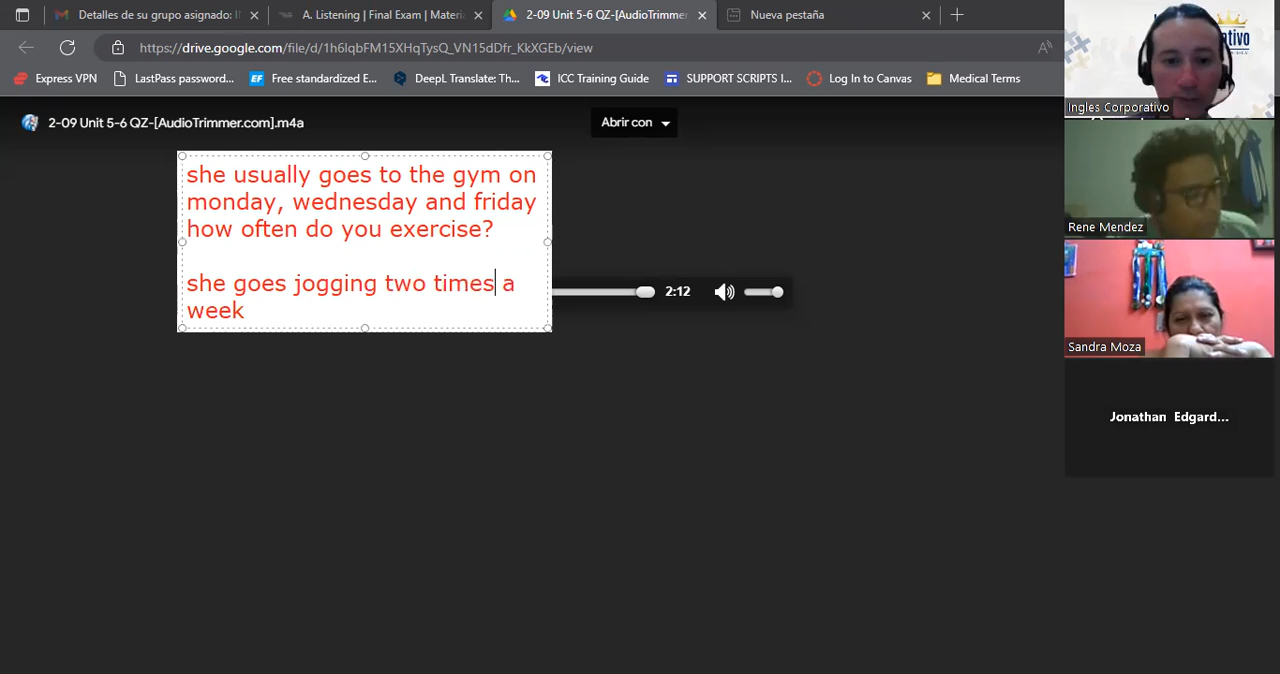 Detalles de su grupo asignado: I
A. Listening | Final Exam | Materia
2-09 Unit 5-6 QZ-[AudioTrimmer
Nueva pestaña
https://drive.google.com/file/d/1h6lqbFM15XHqTysQ_VN15dDfr_KkXGEb/view
Express VPN
LastPass password...
EF
Free standardized E...
DeepL Translate: Th...
ICC Training Guide
SUPPORT SCRIPTS I...
Log In to Canvas
Medical Terms
2-09 Unit 5-6 QZ-[AudioTrimmer.com].m4a
Abrir con
she usually goes to the gym on
monday, wednesday and friday
how often do you exercise?
she goes jogging two times a
week
2:12
Ingles Corporativo
Rene Mendez
Sandra Moza
Jonathan Edgard...